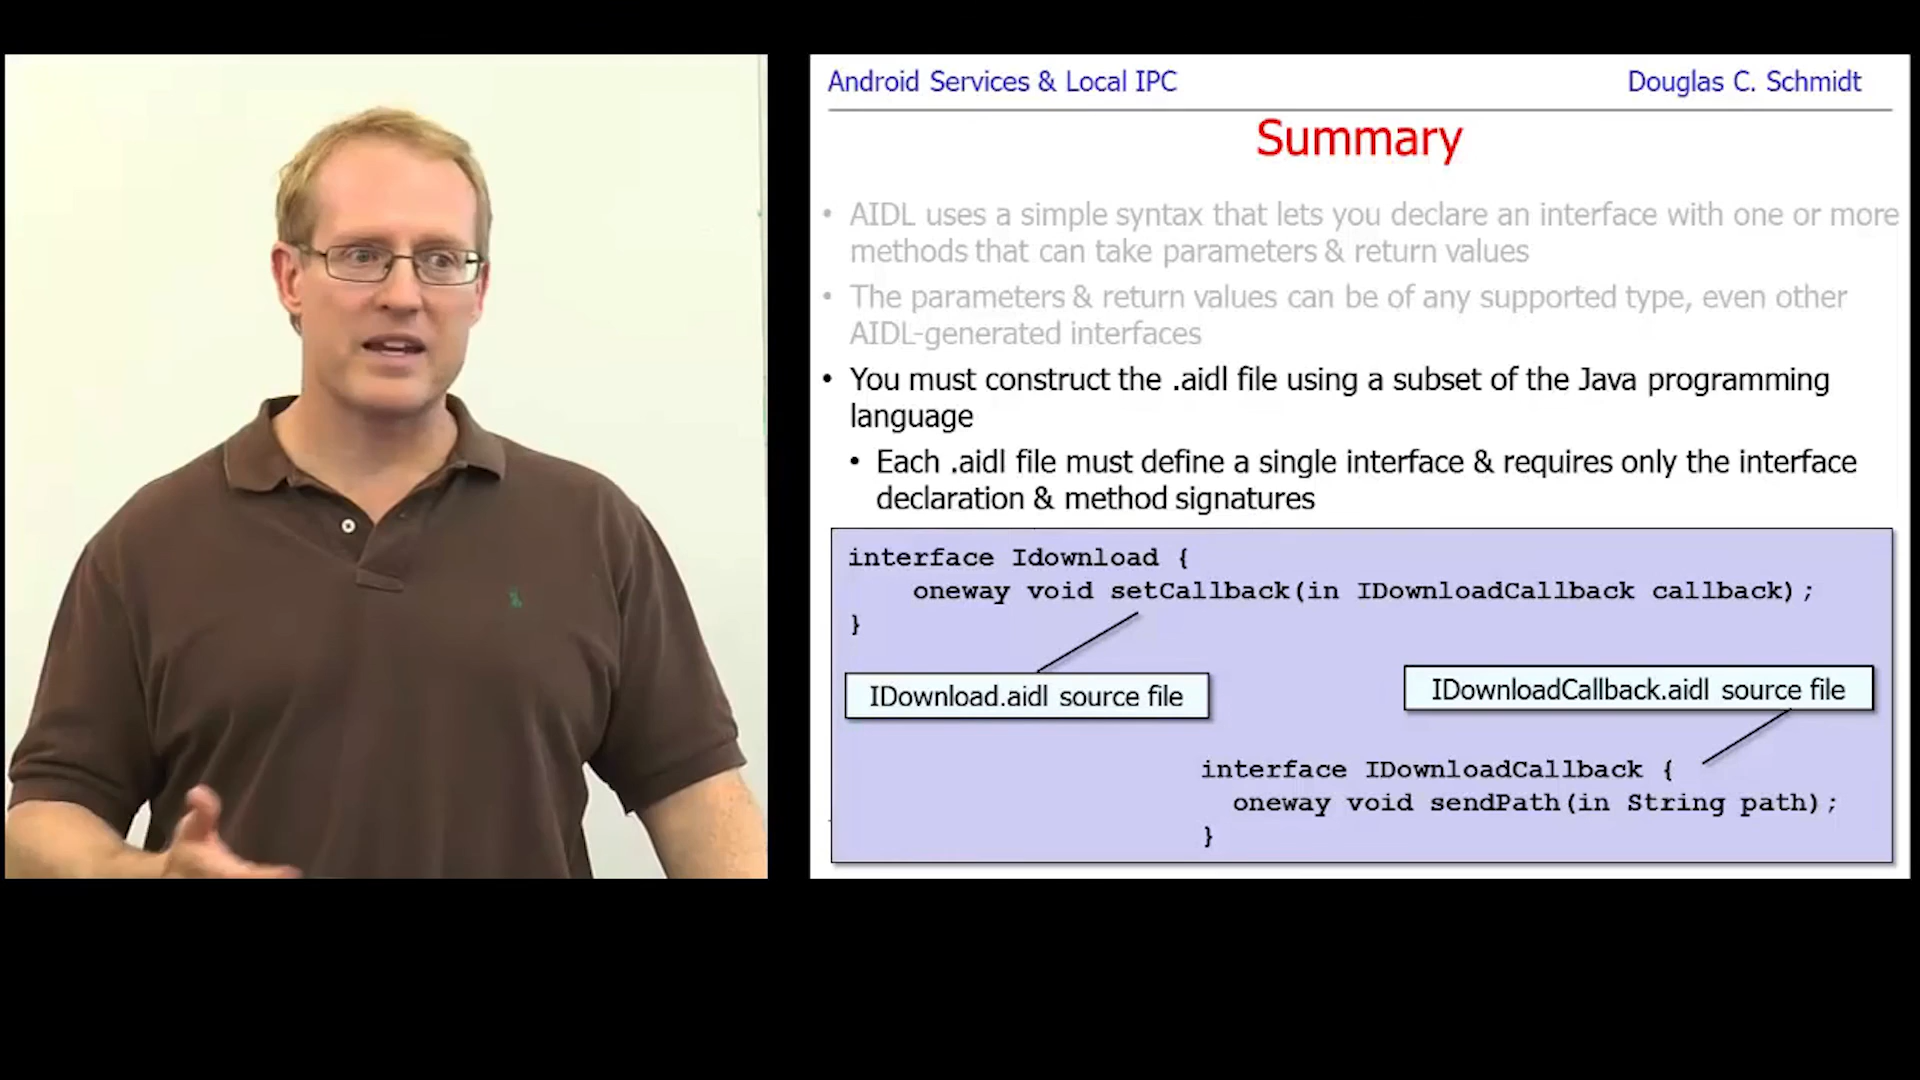 Android Services & Local IPC
Douglas C. Schmidt
Summary
• AIDL uses a simple syntax that lets you declare an interface with one or more
methods that can take parameters & return values
• The parameters & return values can be of any supported type, even other
AIDL-generated interfaces
• You must construct the .aidl file using a subset of the Java programming
language
• Each .aidl file must define a single interface & requires only the interface
declaration & method signatures
interface Idownload {
oneway void setCallback(in IDownloadCallback callback);
}
IDownload.aidl source file
IDownloadCallback.aidl source file
interface IDownloadCallback {
oneway void sendPath(in String path);
}